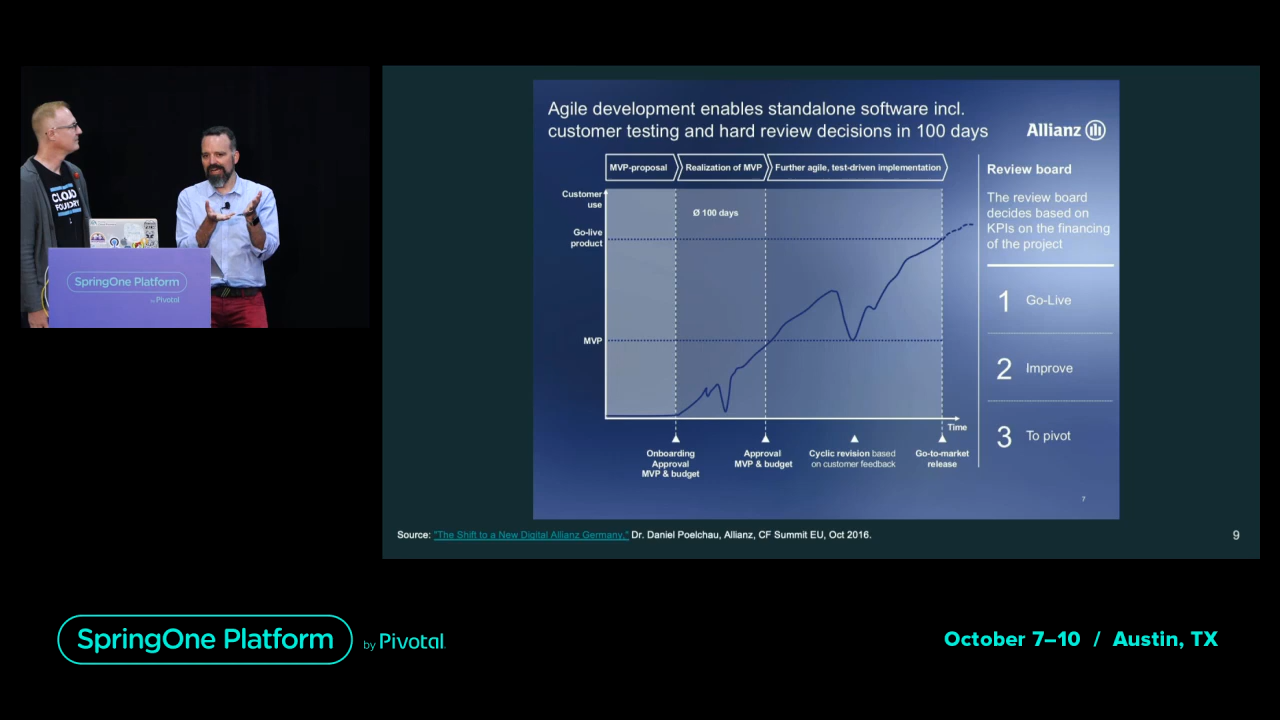 CLOUD
FOUNDRY
SpringOne Platform
by Pivotal
Agile development enables standalone software incl.
customer testing and hard review decisions in 100 days
Allianz
MVP-proposal
Realization of MVP
Further agile, test-driven implementation
Customer
use
Ø 100 days
Go-live
product
MVP
Time
Onboarding
Approval
MVP & budget
Approval
MVP & budget
Cyclic revision based
on customer feedback
Go-to-market
release
Review board
The review board
decides based on
KPIs on the financing
of the project
1 Go-Live
2 Improve
3 To pivot
7
Source: "The Shift to a New Digital Allianz Germany," Dr. Daniel Poelchau, Allianz, CF Summit EU, Oct 2016.
9
SpringOne Platform by Pivotal
October 7–10 / Austin, TX